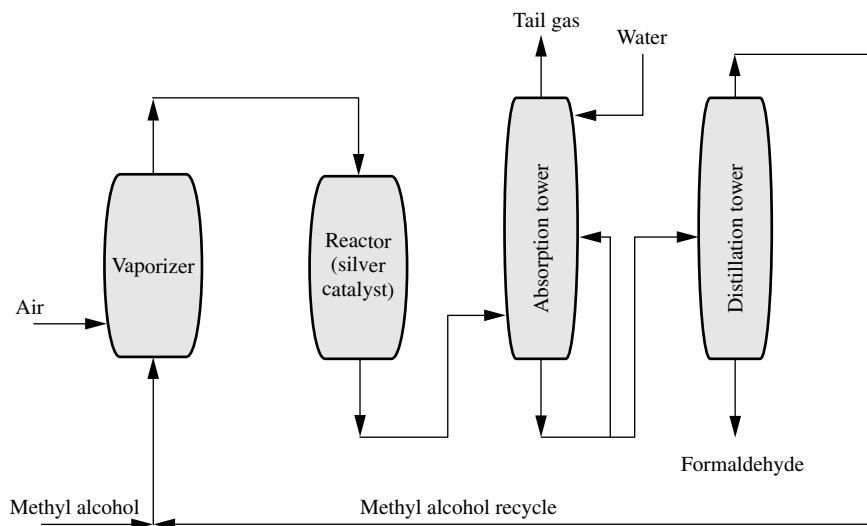 Tail gas
Water
Vaporizer
Reactor
(silver
catalyst)
Absorption tower
Distillation tower
Air
Formaldehyde
Methyl alcohol
Methyl alcohol recycle